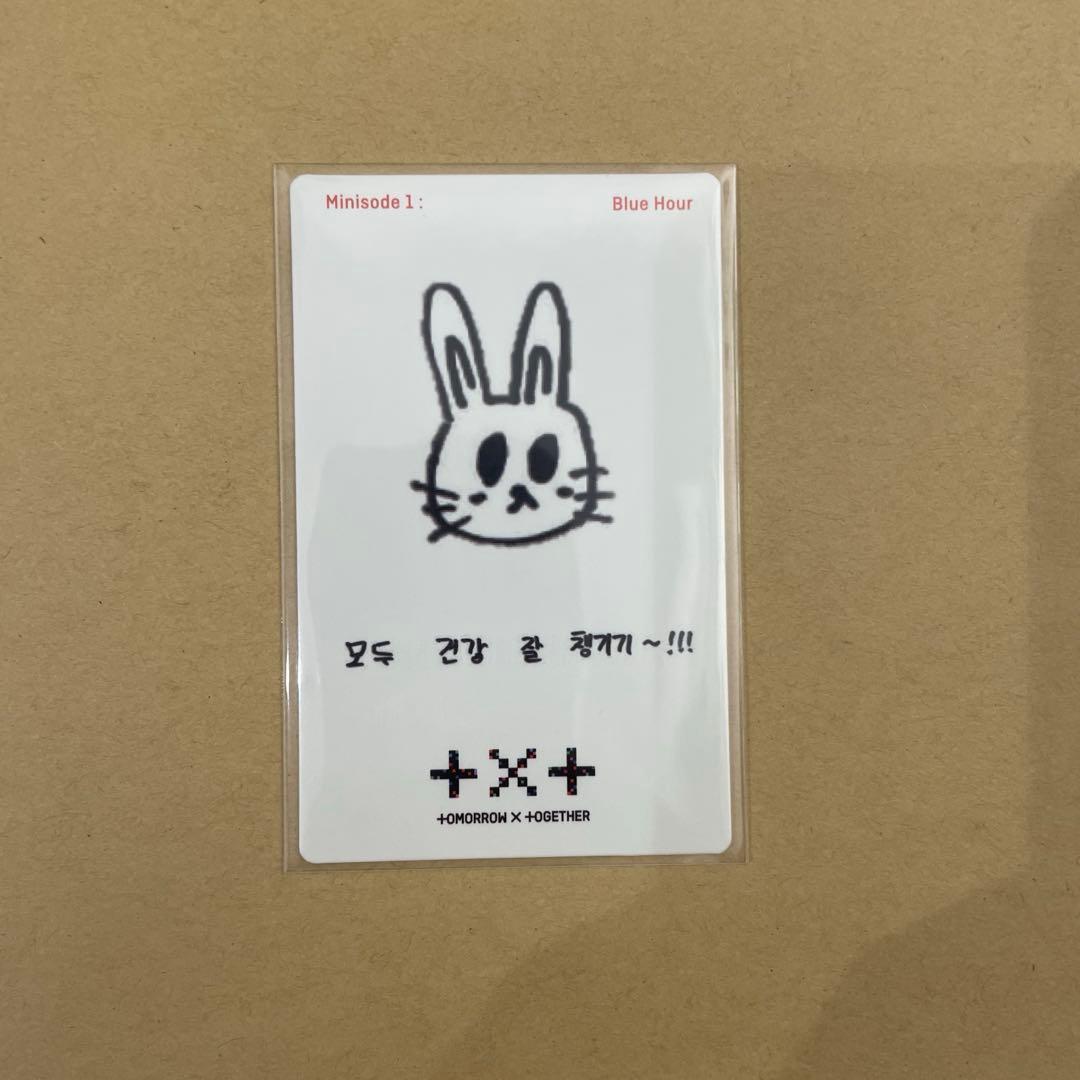 Minisode 1 : Blue Hour
모두 건강 잘 챙기기~!!!
+x+
+OMORROW X +OGETHER